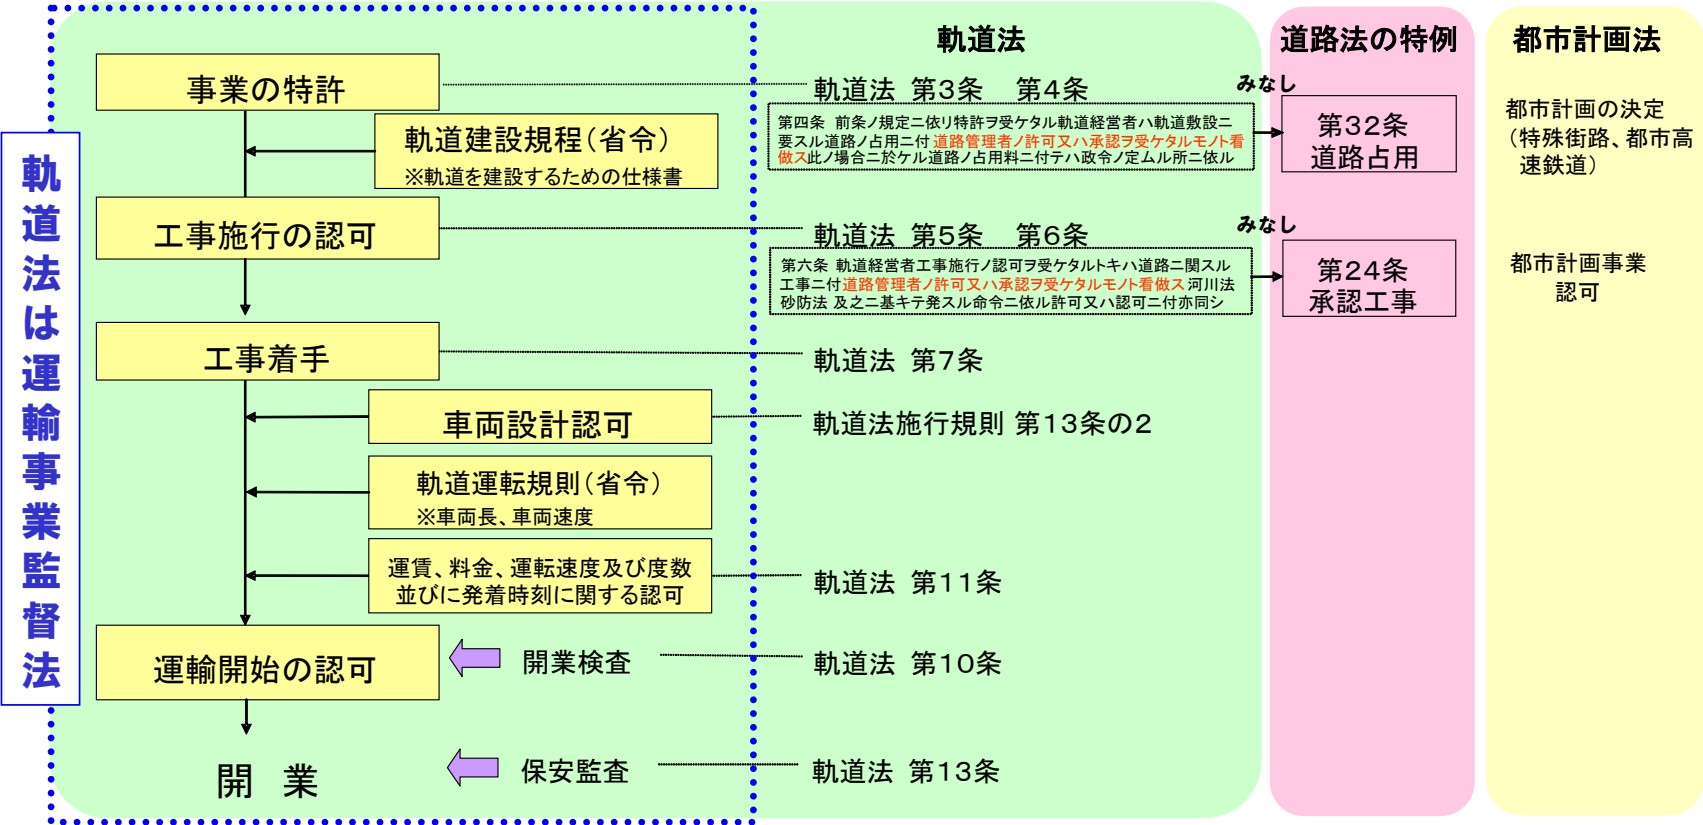 軌道法は運輸事業監督法
軌道法
道路法の特例
都市計画法
事業の特許
軌道法 第3条 第4条
みなし
第四条 前条ノ規定ニ依リ特許ヲ受ケタル軌道経営者ハ軌道敷設ニ
要スル道路ノ占用ニ付道路管理者ノ許可又ハ承認ヲ受ケタルモノト看
做ス此ノ場合ニ於ケル道路ノ占用料ニ付テハ政令ノ定ムル所ニ依ル
第32条
道路占用
都市計画の決定
(特殊街路、都市高
速鉄道)
軌道建設規程(省令)
※軌道を建設するための仕様書
工事施行の認可
軌道法 第5条 第6条
みなし
第六条 軌道経営者工事施行ノ認可ヲ受ケタルトキハ道路ニ関スル
工事ニ付道路管理者ノ許可又ハ承認ヲ受ケタルモノト看做ス河川法
砂防法 及之ニ基キテ発スル命令ニ依ル許可又ハ認可ニ付亦同シ
第24条
承認工事
都市計画事業
認可
工事着手
軌道法 第7条
車両設計認可
軌道法施行規則 第13条の2
軌道運転規則(省令)
※車両長、車両速度
運賃、料金、運転速度及び度数
並びに発着時刻に関する認可
軌道法 第11条
運輸開始の認可
開業検査
軌道法 第10条
開 業
保安監査
軌道法 第13条